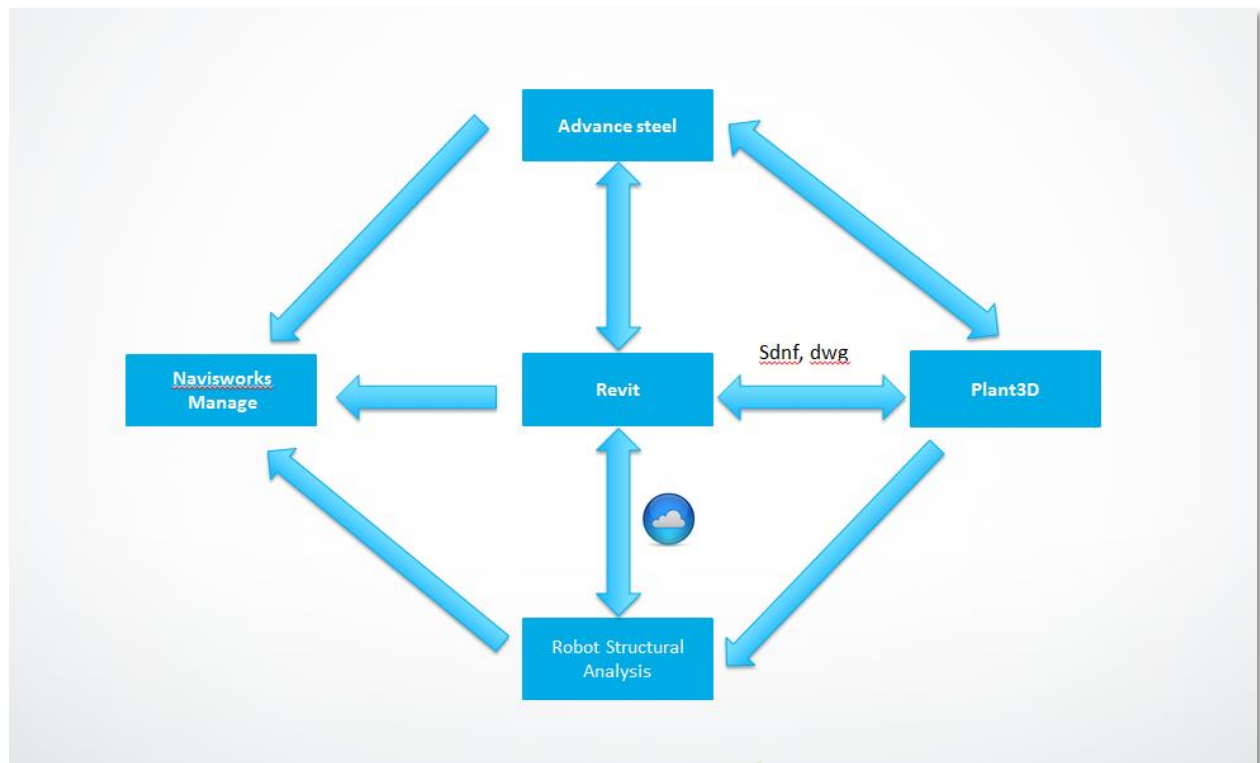 Advance steel
Sdnf, dwg
Navisworks
Manage
Revit
Plant3D
Robot Structural
Analysis